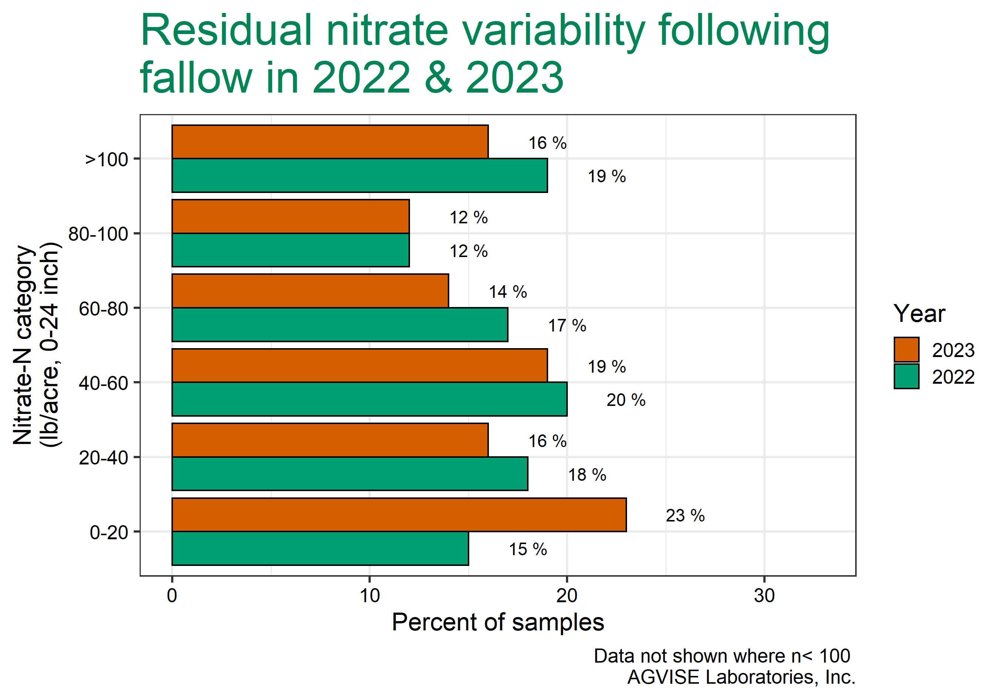 Residual nitrate variability following
fallow in 2022 & 2023
Nitrate-N category
(lb/acre, 0-24 inch)
>100
16 %
19 %
80-100
12 %
12 %
60-80
14 %
17 %
40-60
19 %
20 %
20-40
16 %
18 %
0-20
23 %
15 %
0 10 20 30
Percent of samples
Year
2023
2022
Data not shown where n< 100
AGVISE Laboratories, Inc.